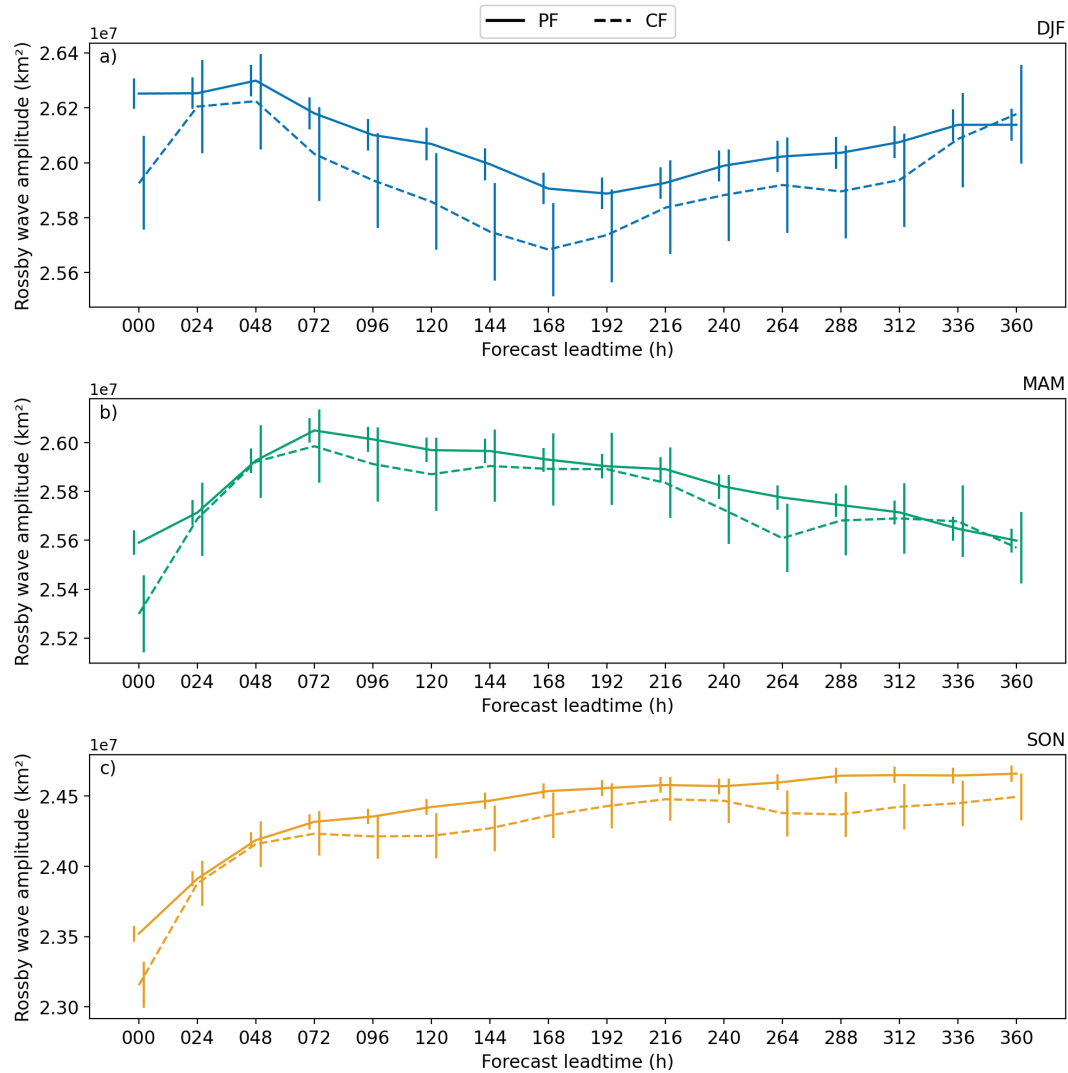 PF CF
1e7 DJF
a)
Rossby wave amplitude (km²)
2.64
2.62
2.60
2.58
2.56
000 024 048 072 096 120 144 168 192 216 240 264 288 312 336 360
Forecast leadtime (h)
1e7 MAM
b)
Rossby wave amplitude (km²)
2.60
2.58
2.56
2.54
2.52
000 024 048 072 096 120 144 168 192 216 240 264 288 312 336 360
Forecast leadtime (h)
1e7 SON
c)
Rossby wave amplitude (km²)
2.45
2.40
2.35
2.30
000 024 048 072 096 120 144 168 192 216 240 264 288 312 336 360
Forecast leadtime (h)